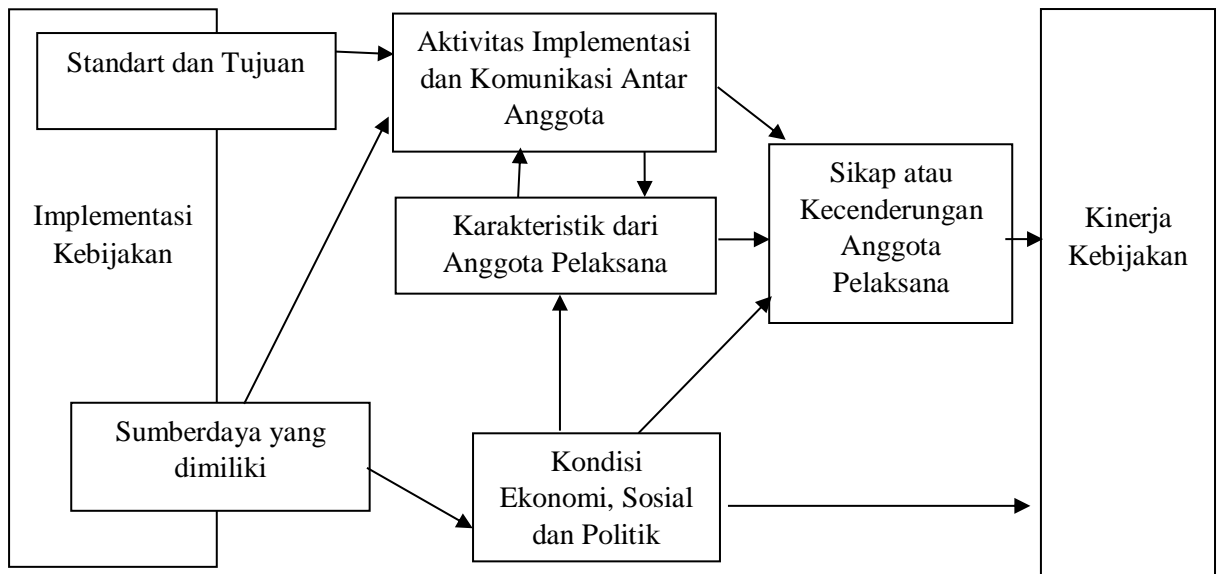 Standart dan Tujuan
Aktivitas Implementasi
dan Komunikasi Antar
Anggota
Implementasi
Kebijakan
Karakteristik dari
Anggota Pelaksana
Sikap atau
Kecenderungan
Anggota
Pelaksana
Kinerja
Kebijakan
Sumberdaya yang
dimiliki
Kondisi
Ekonomi, Sosial
dan Politik